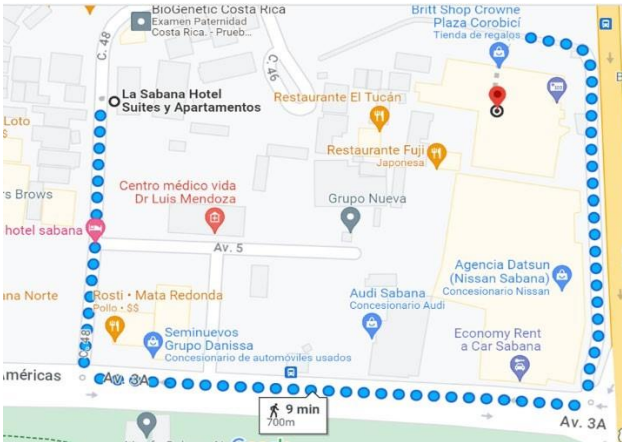 BioGenetic Costa Rica
Examen Paternidad
Costa Rica. - Prueb...
Britt Shop Crowne
Plaza Corobicí
Tienda de regalos
C. 48
C. 46
La Sabana Hotel
Suites y Apartamentos
Loto
$
Restaurante El Tucán
Restaurante Fuji
Japonesa
rs Brows
Centro médico vida
Dr Luis Mendoza
Grupo Nueva
hotel sabana
Av. 5
Agencia Datsun
(Nissan Sabana)
Concesionario Nissan
ana Norte
Rosti • Mata Redonda
Pollo • $$
Audi Sabana
Concesionario Audi
Seminuevos
Grupo Danissa
Concesionario de automóviles usados
Economy Rent
a Car Sabana
C. 48
Américas
Av. 3A
9 min
700m
Av. 3A